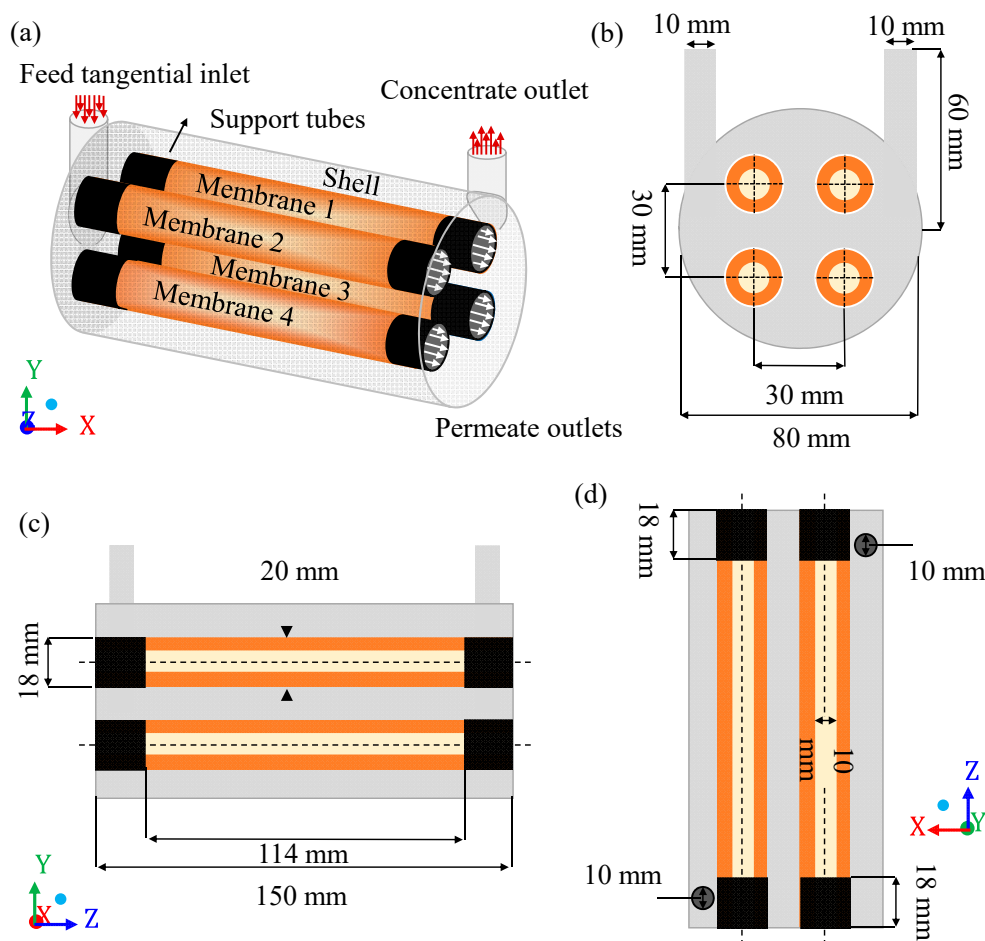 (a)
Feed tangential inlet
Concentrate outlet
Support tubes
Shell
Membrane 1
Membrane 2
Membrane 3
Membrane 4
Permeate outlets
Y
Z
X
(b)
10 mm
10 mm
60 mm
30 mm
30 mm
80 mm
(c)
20 mm
18 mm
114 mm
150 mm
Y
X
Z
(d)
18 mm
10 mm
10
mm
10 mm
18 mm
Z
X
Y